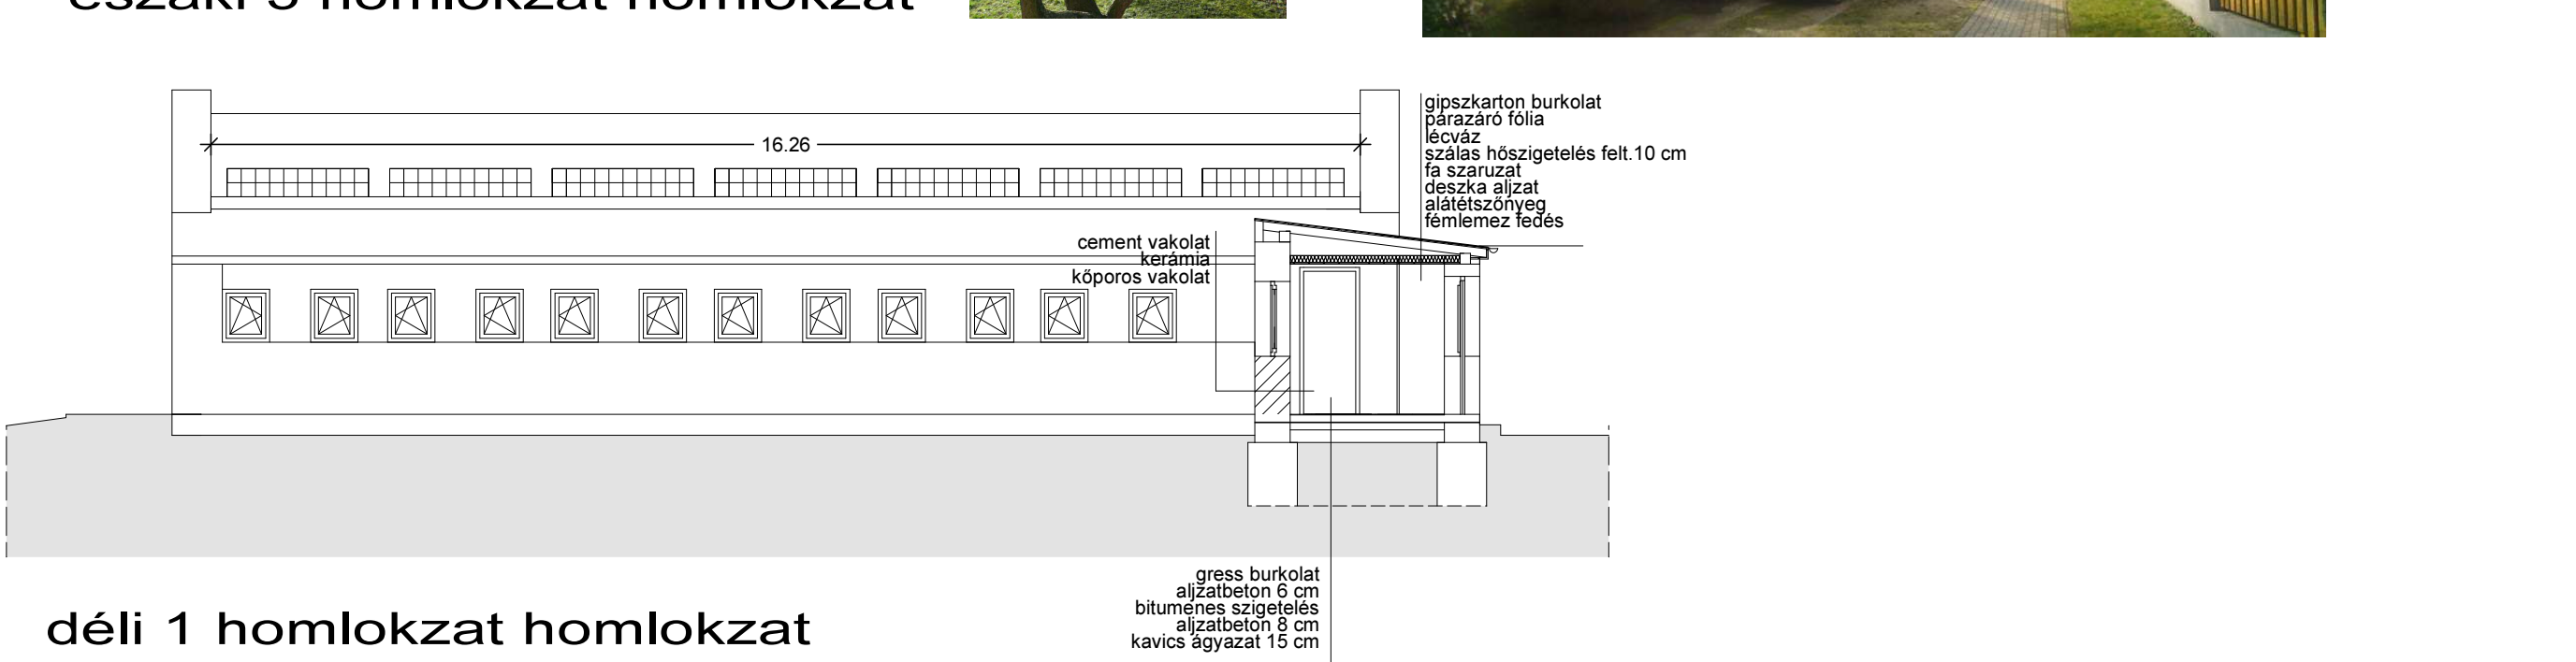 északi 3 homlokzat homlokzat
16.26
gipszkarton burkolat
párazáró fólia
lécváz
szálas hőszigetelés felt.10 cm
fa szaruzat
deszka aljzat
alátétszőnyeg
fémlemez fedés
cement vakolat
kerámia
kőporos vakolat
gress burkolat
aljzatbeton 6 cm
bitumenes szigetelés
aljzatbeton 8 cm
kavics ágyazat 15 cm
déli 1 homlokzat homlokzat